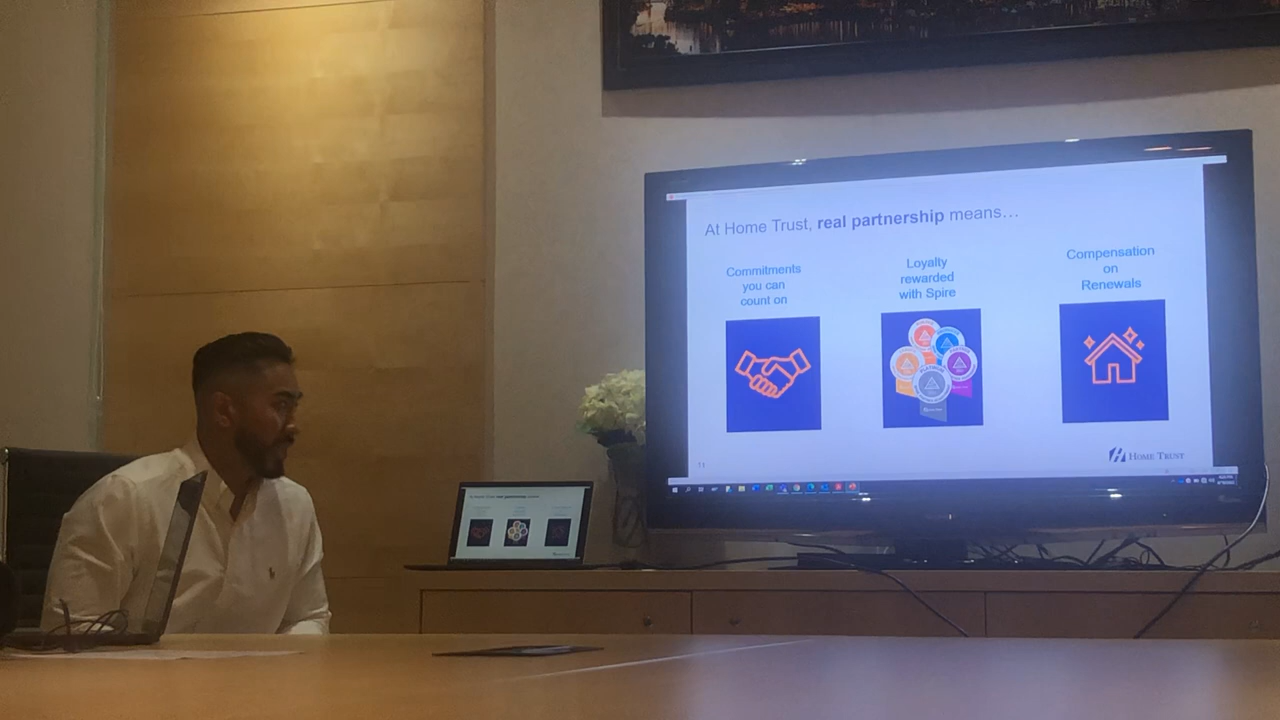 At Home Trust, real partnership means…
Commitments
you can
count on
Loyalty
rewarded
with Spire
Compensation
on
Renewals
11
HOME TRUST